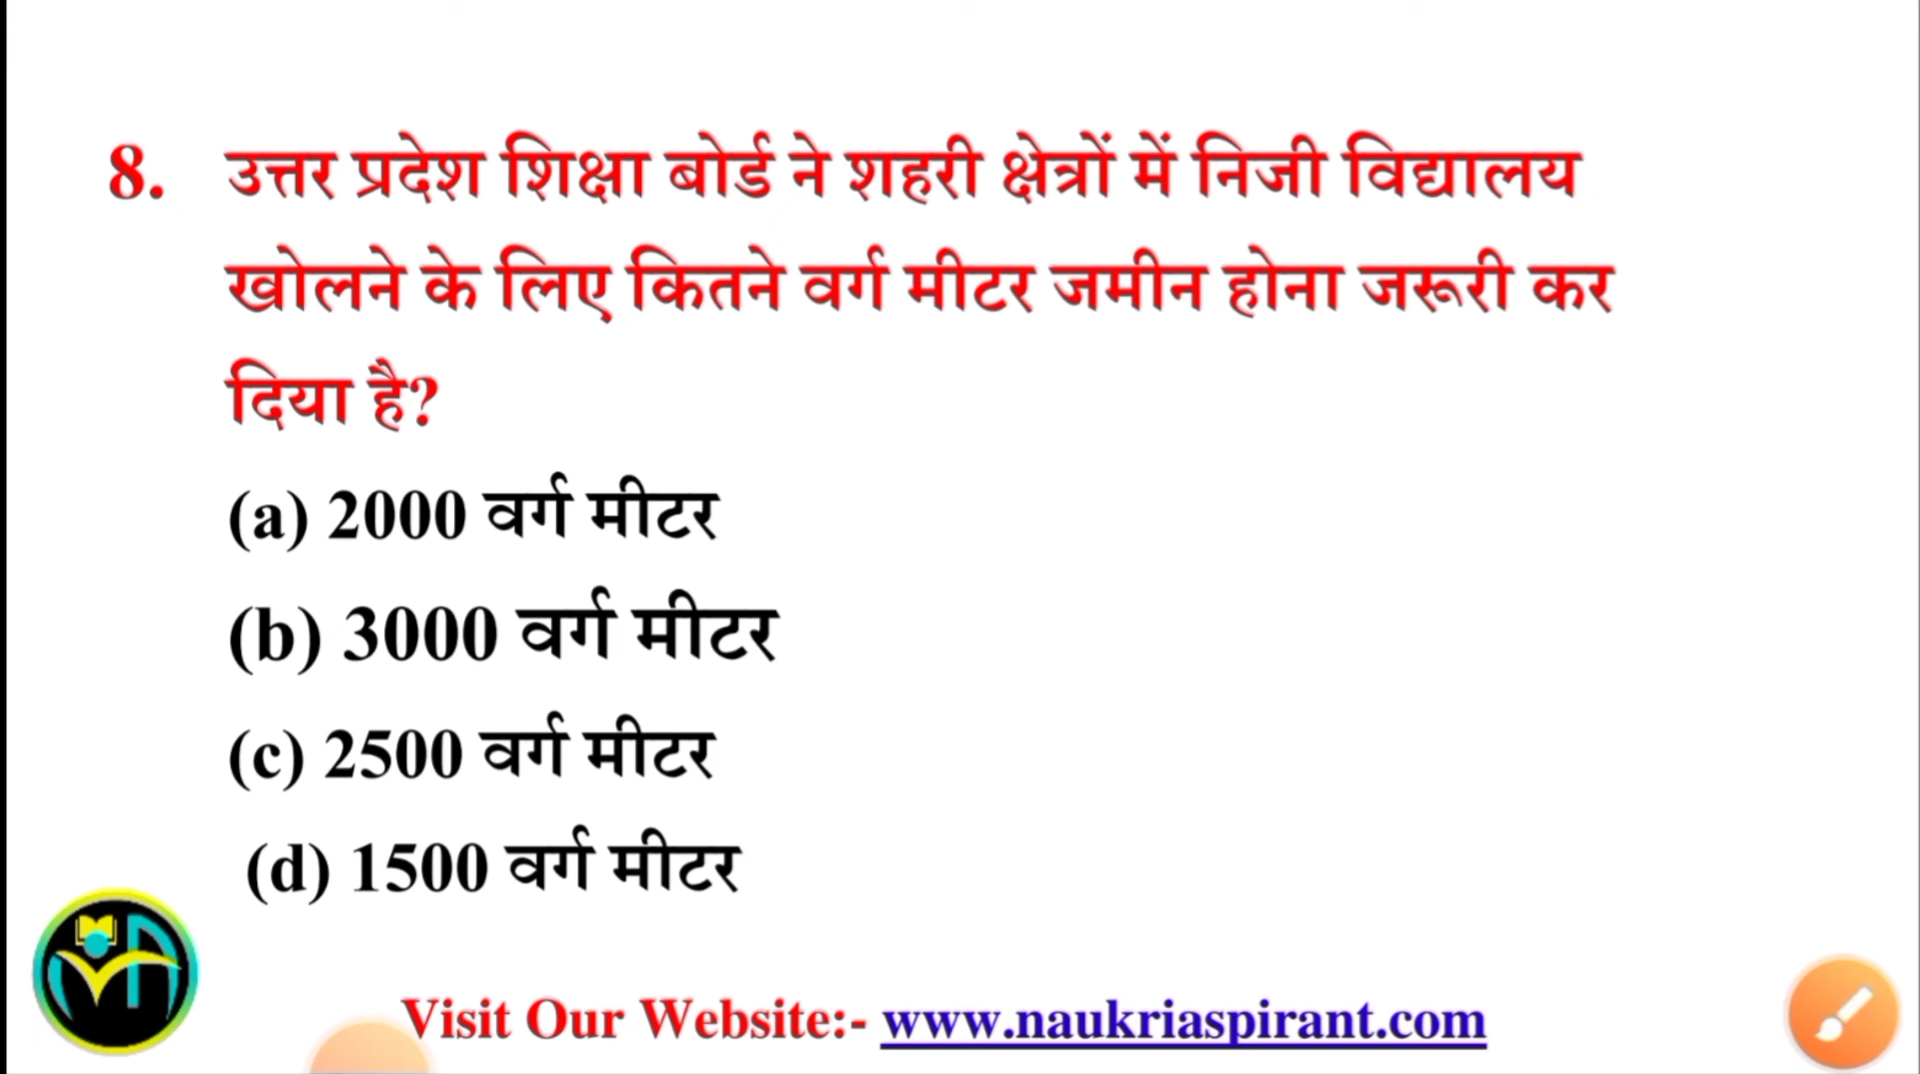 8. उत्तर प्रदेश शिक्षा बोर्ड ने शहरी क्षेत्रों में निजी विद्यालय
खोलने के लिए कितने वर्ग मीटर जमीन होना जरूरी कर
दिया है?
(a) 2000 वर्ग मीटर
(b) 3000 वर्ग मीटर
(c) 2500 वर्ग मीटर
(d) 1500 वर्ग मीटर
Visit Our Website:- www.naukriaspirant.com